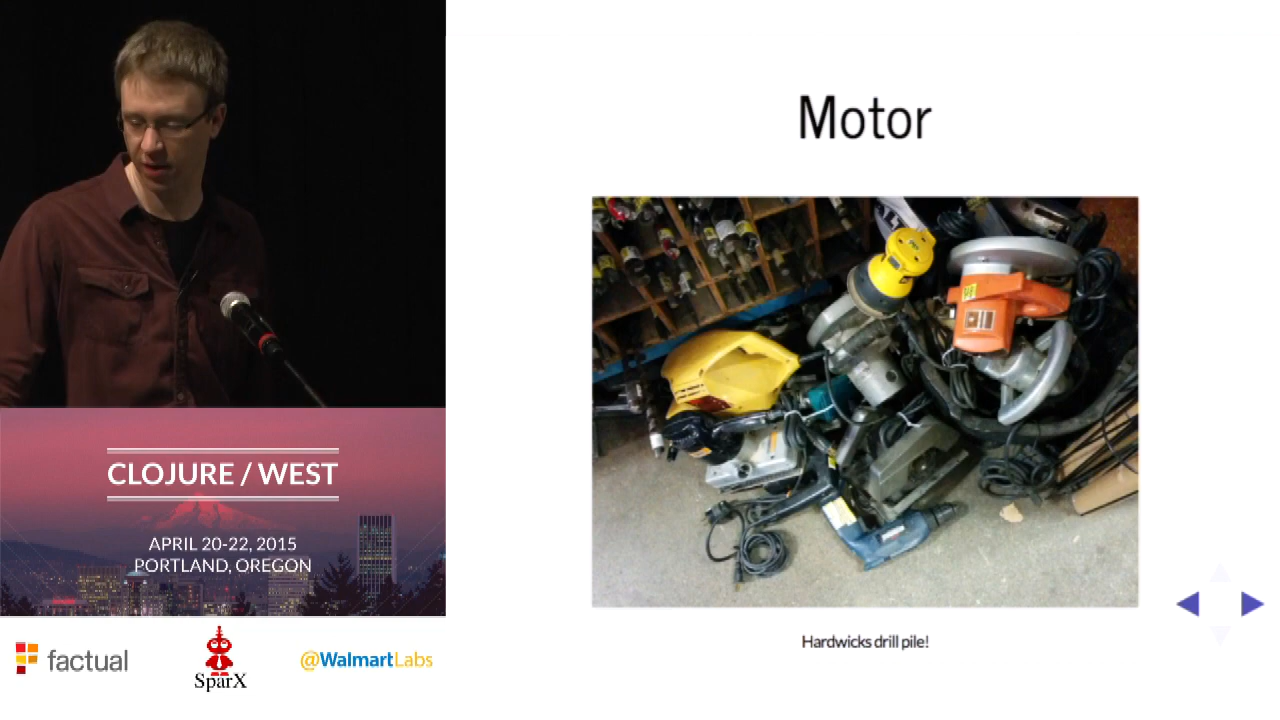 Motor
Hardwicks drill pile!
CLOJURE / WEST
APRIL 20-22, 2015
PORTLAND, OREGON
factual
SparX
@WalmartLabs